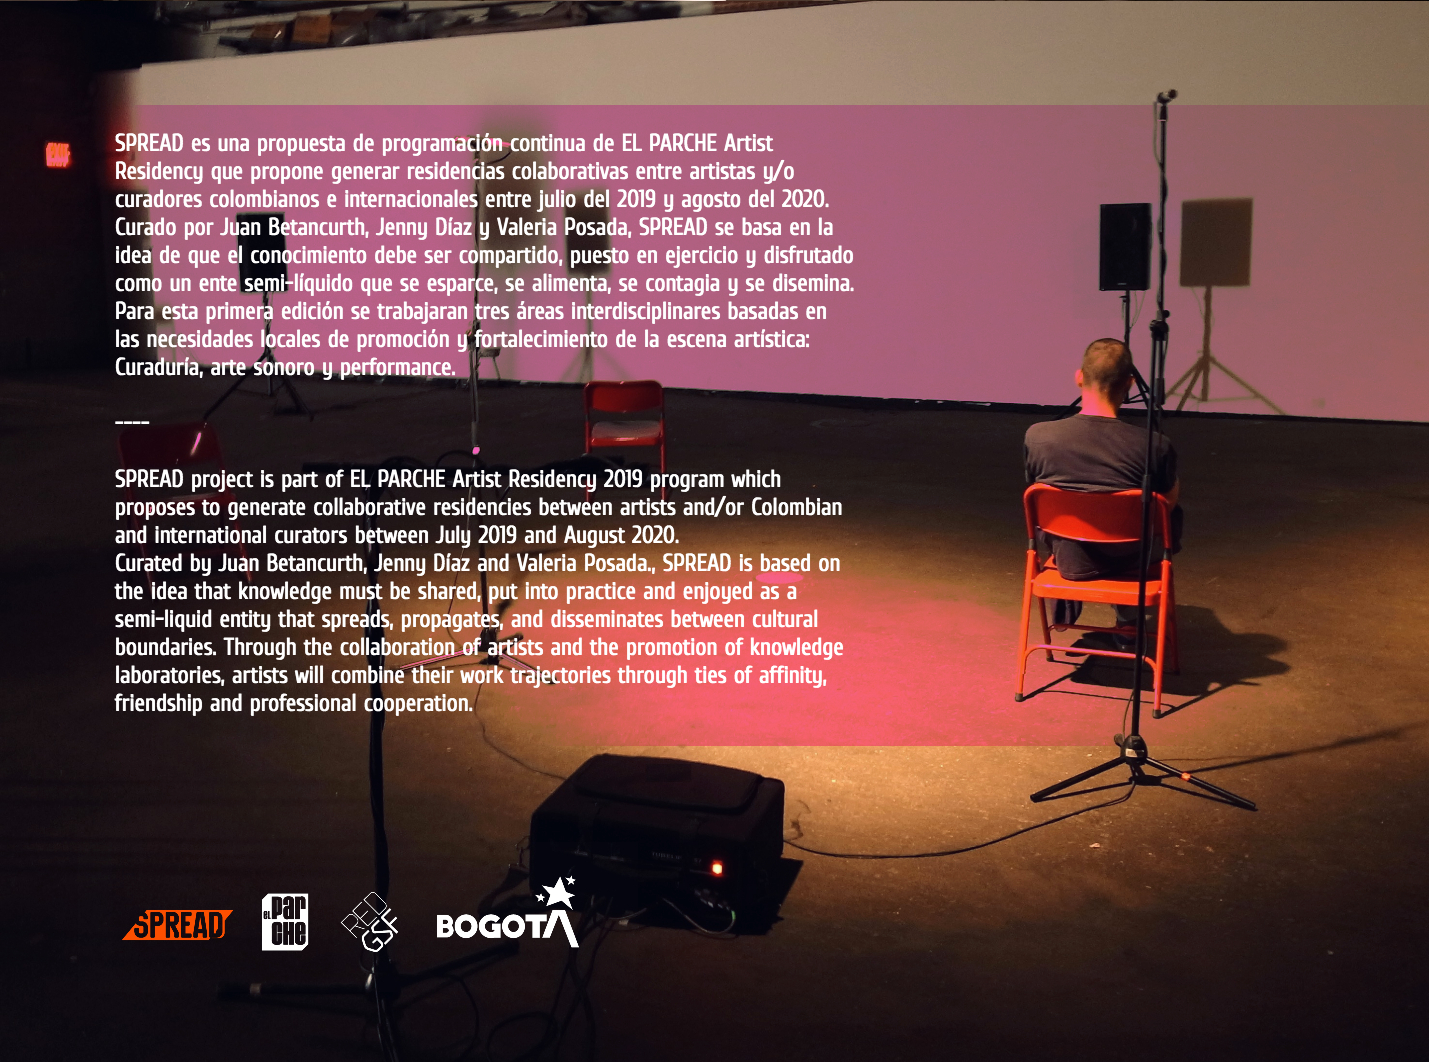 SPREAD es una propuesta de programación continua de EL PARCHE Artist
Residency que propone generar residencias colaborativas entre artistas y/o
curadores colombianos e internacionales entre julio del 2019 y agosto del 2020.
Curado por Juan Betancurth, Jenny Díaz y Valeria Posada, SPREAD se basa en la
idea de que el conocimiento debe ser compartido, puesto en ejercicio y disfrutado
como un ente semi-líquido que se esparce, se alimenta, se contagia y se disemina.
Para esta primera edición se trabajaran tres áreas interdisciplinares basadas en
las necesidades locales de promoción y fortalecimiento de la escena artística:
Curaduría, arte sonoro y performance.
----
SPREAD project is part of EL PARCHE Artist Residency 2019 program which
proposes to generate collaborative residencies between artists and/or Colombian
and international curators between July 2019 and August 2020.
Curated by Juan Betancurth, Jenny Díaz and Valeria Posada., SPREAD is based on
the idea that knowledge must be shared, put into practice and enjoyed as a
semi-liquid entity that spreads, propagates, and disseminates between cultural
boundaries. Through the collaboration of artists and the promotion of knowledge
laboratories, artists will combine their work trajectories through ties of affinity,
friendship and professional cooperation.
SPREAD
EL PARCHE
RED GSF
BOGOTÁ